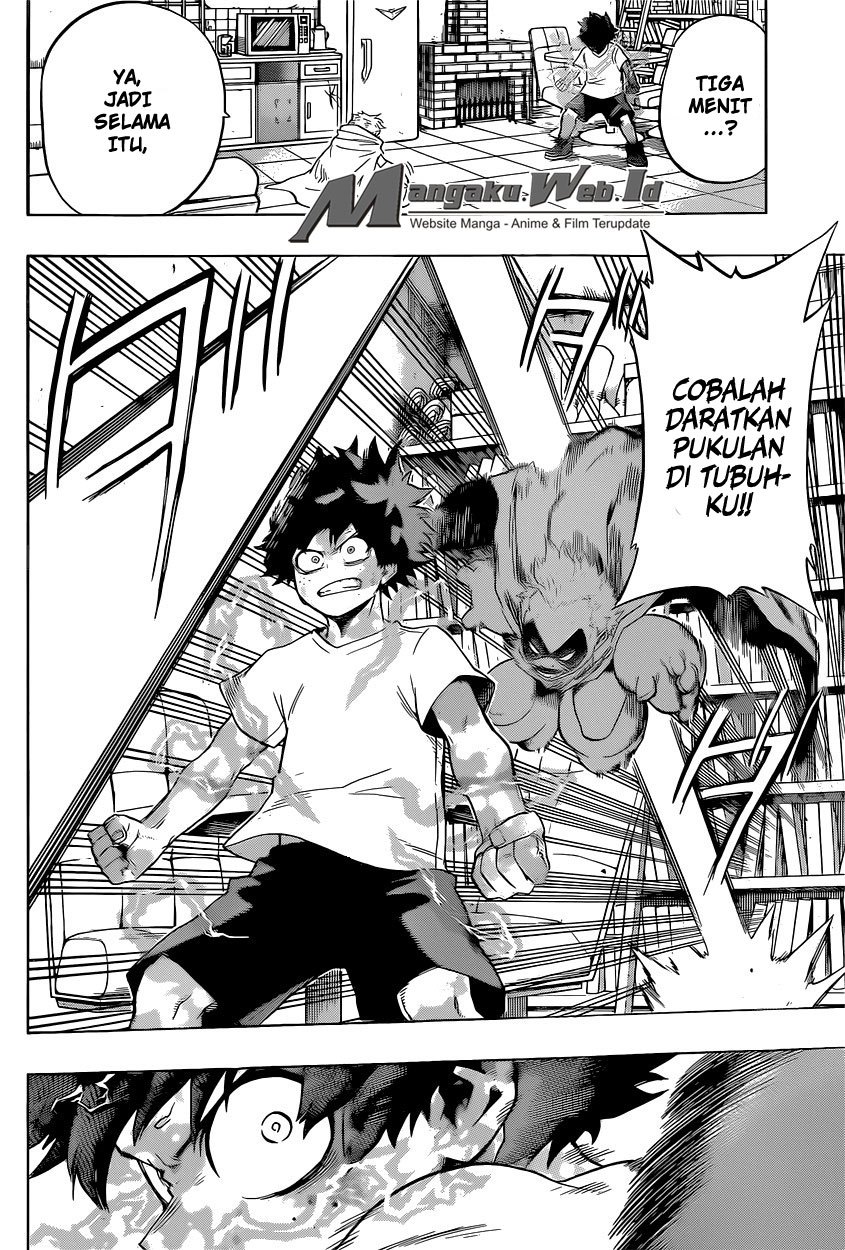 TIGA
MENIT
...?
YA,
JADI
SELAMA
ITU,
Mangaku.Web.Id
Website Manga - Anime & Film Terupdate
COBALAH
DARATKAN
PUKULAN
DI TUBUH-
KU!!